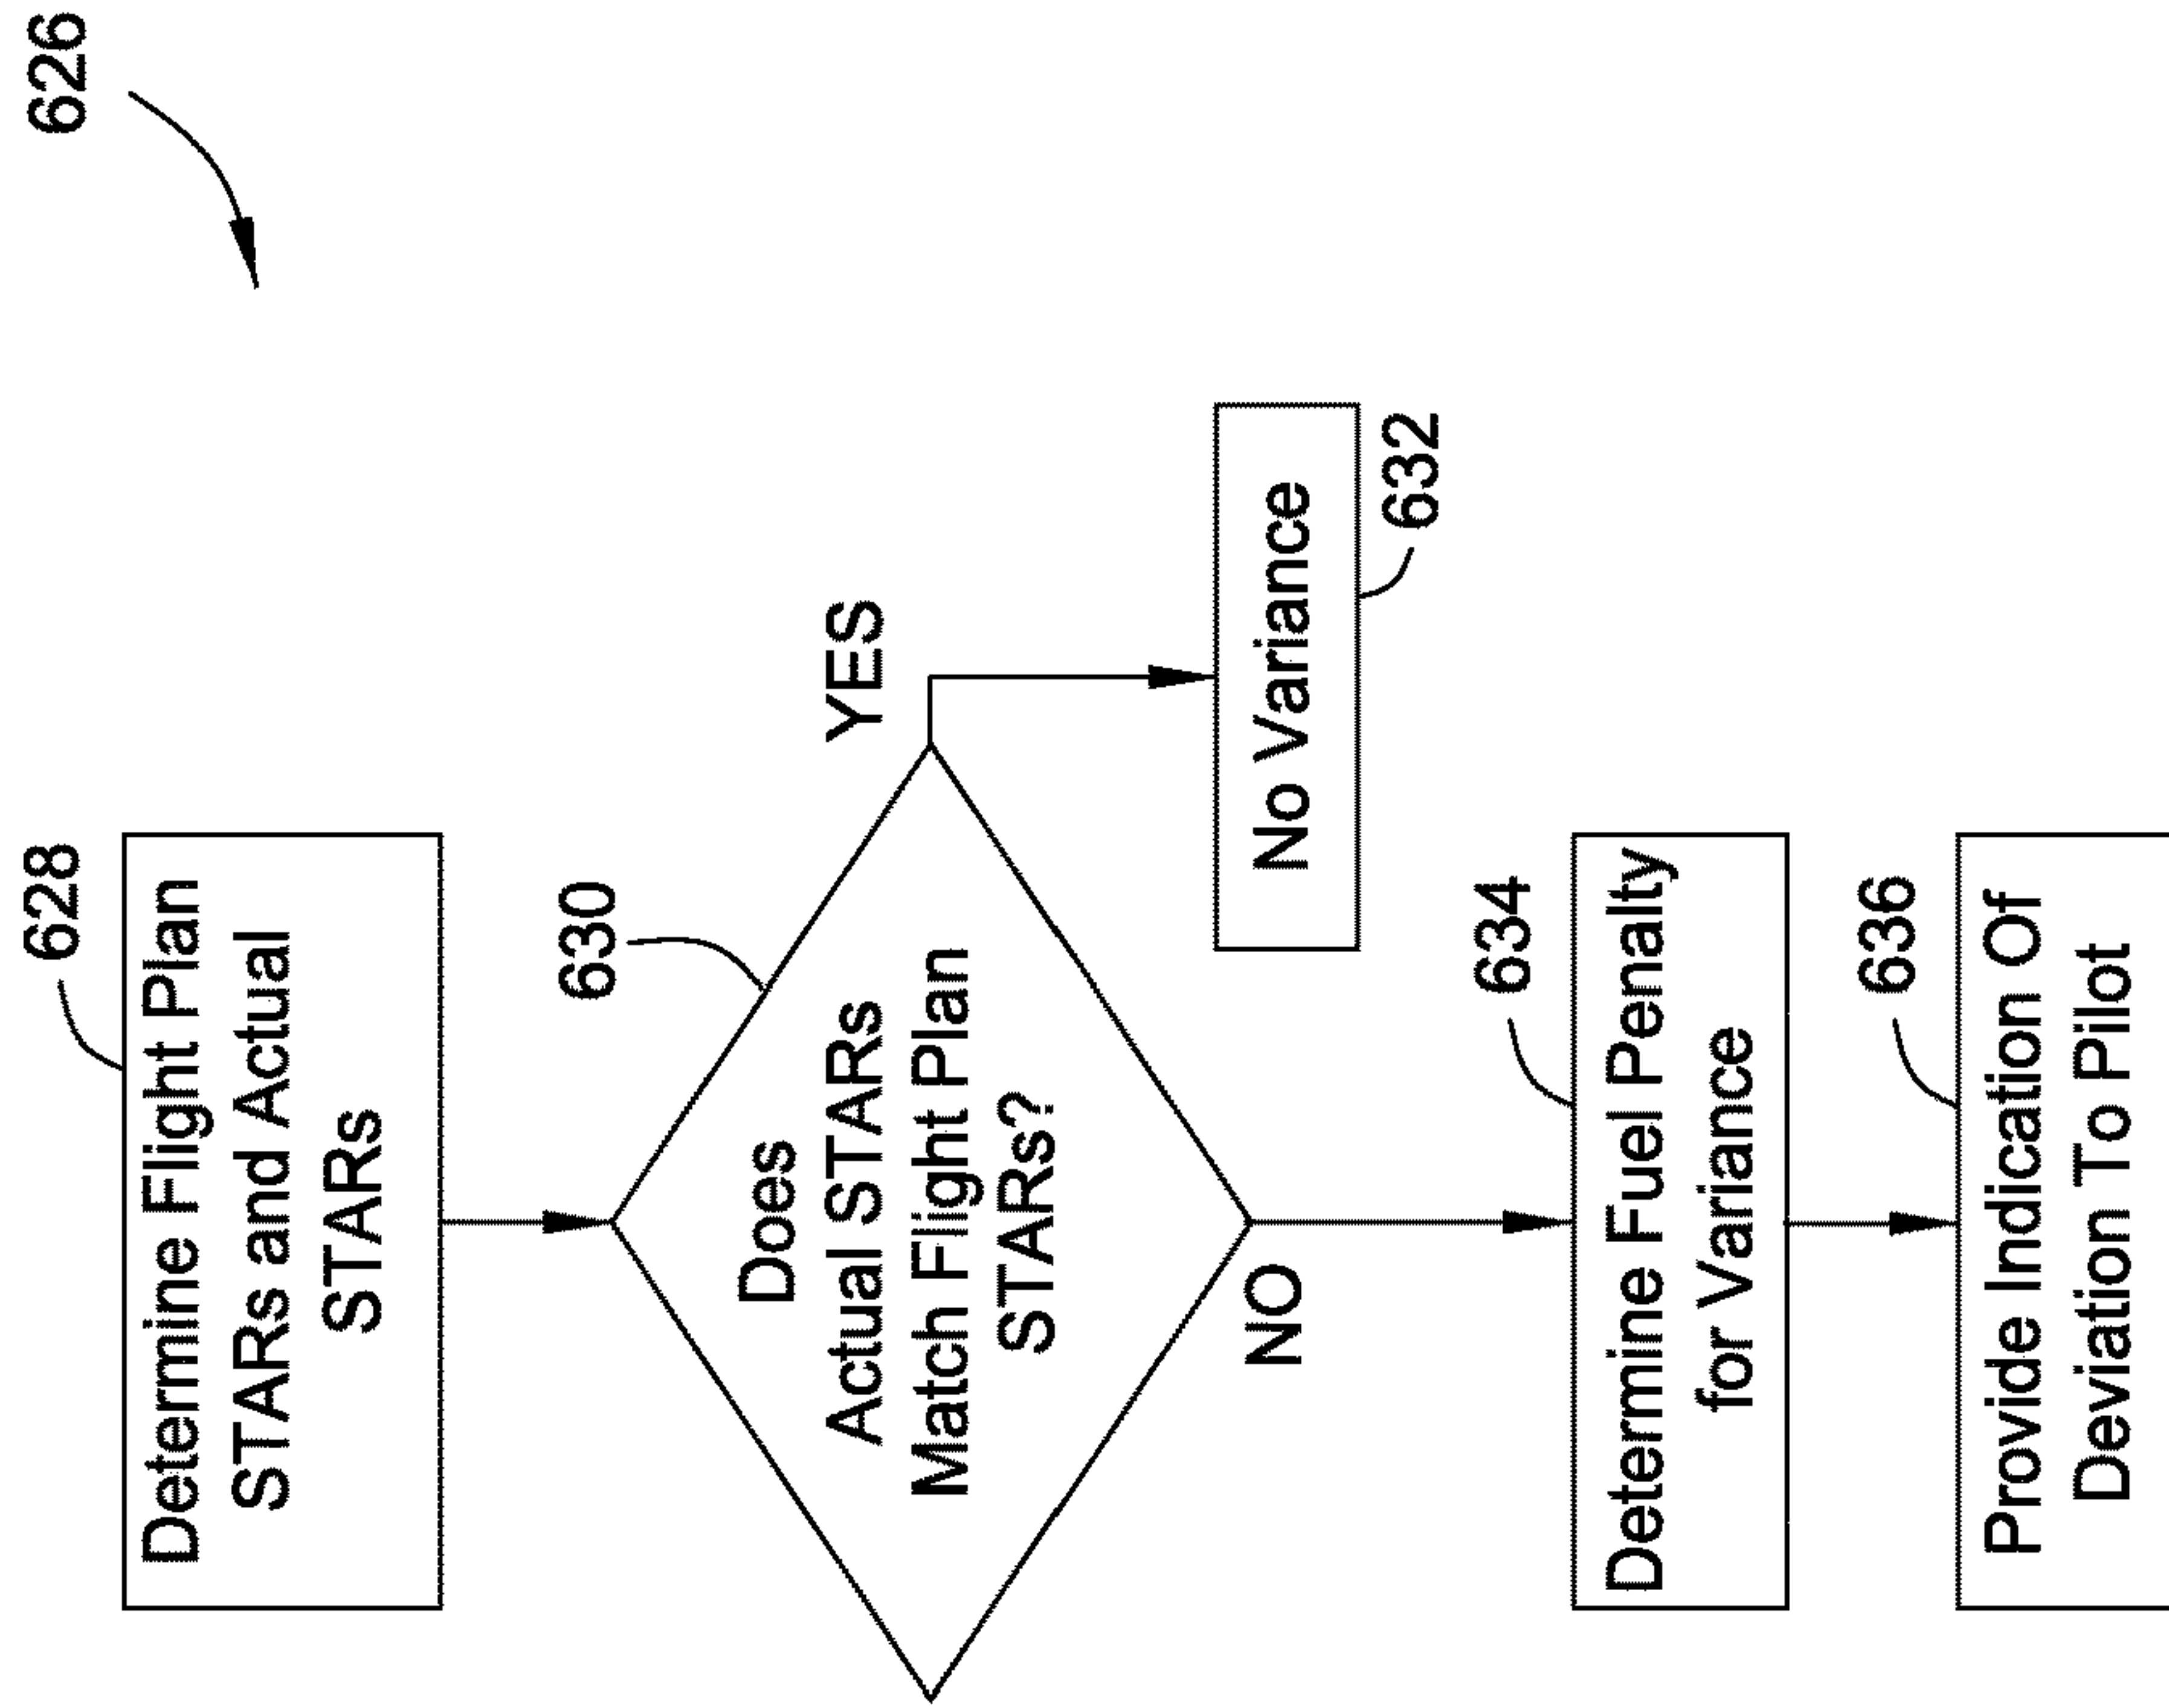 626
628
Determine Flight Plan
STARs and Actual
STARs
630
Does
Actual STARs
Match Flight Plan
STARs?
YES
No Variance
632
NO
634
Determine Fuel Penalty
for Variance
636
Provide Indication Of
Deviation To Pilot